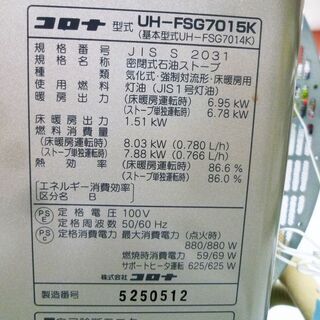 コロナ 型式 UH-FSG7015K
(基本型式UH-FSG7014K)
規格番号 JIS S 2031
規格名称 密閉式石油ストーブ
種類 気化式・強制対流形・床暖房用
使用燃料 灯油(JIS1号灯油)
暖房出力 (床暖房運転時) 6.95 kW
(ストーブ単独運転時) 6.78 kW
床暖房出力 1.51 kW
燃料消費量
(床暖房運転時) 8.03 kW (0.780 L/h)
(ストーブ単独運転時) 7.88 kW (0.766 L/h)
熱効率 (床暖房運転時) 86.6 %
(ストーブ単独運転時) 86.0 %
[エネルギー消費効率]
区分名 B
PS E 定格電圧 100V
定格周波数 50/60 Hz
PS C 定格消費電力 最大消費電力 (点火時)
880/880 W
燃焼時消費電力 59/69 W
サポートヒータ運転 625/625 W
株式会社 コロナ
製造番号 5250512